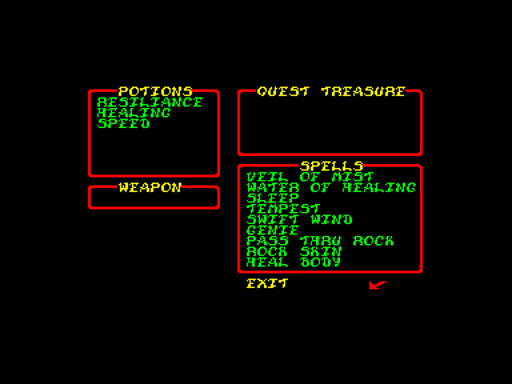 POTIONS
RESILIANCE
HEALING
SPEED
WEAPON
QUEST TREASURE
SPELLS
VEIL OF MIST
WATER OF HEALING
SLEEP
TEMPEST
SWIFT WIND
GENIE
PASS THRU ROCK
ROCK SKIN
HEAL BODY
EXIT